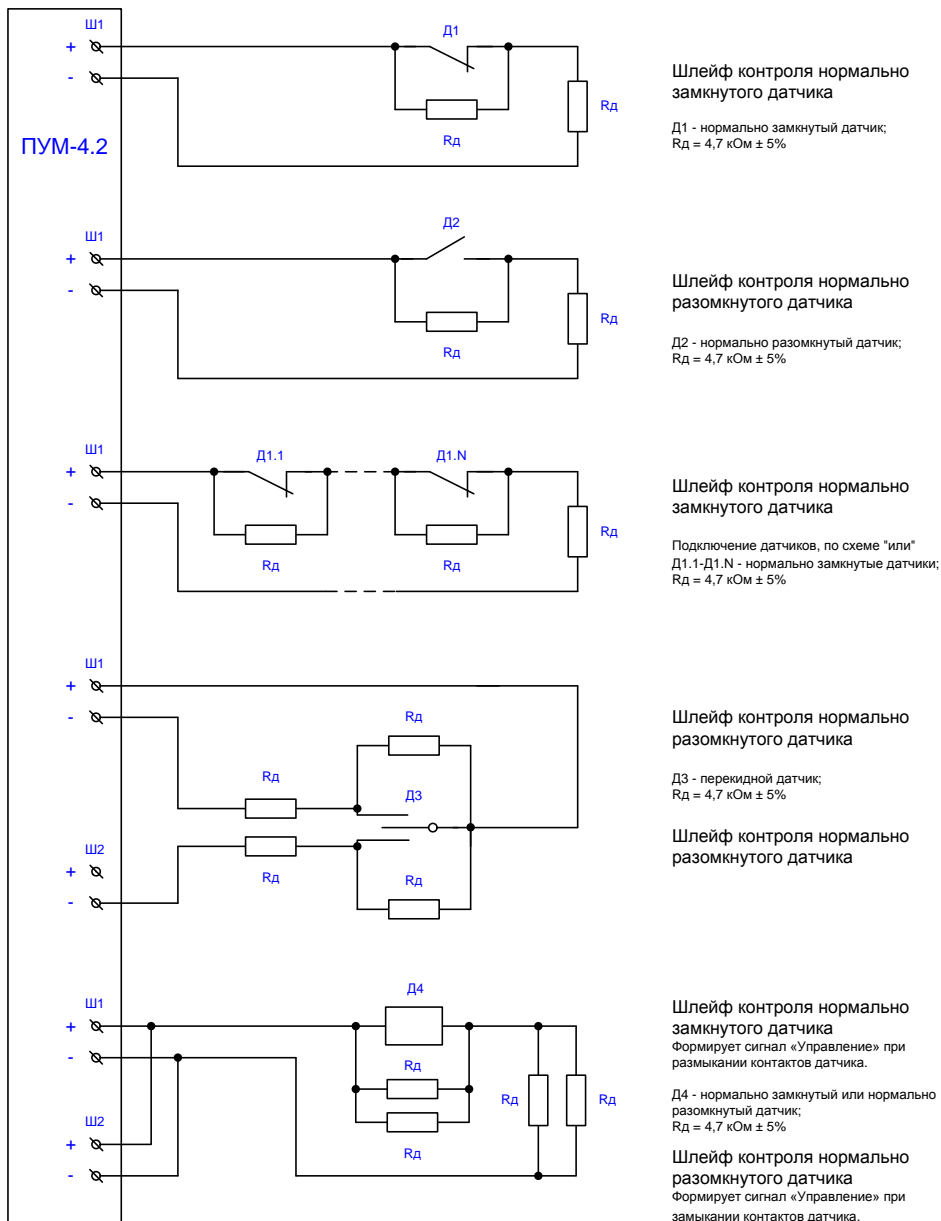 ПУМ-4.2
Ш1
+
-
Д1
Rд
Rд
Шлейф контроля нормально
замкнутого датчика
Д1 - нормально замкнутый датчик;
Rд = 4,7 кОм ± 5%
Ш1
+
-
Д2
Rд
Rд
Шлейф контроля нормально
разомкнутого датчика
Д2 - нормально разомкнутый датчик;
Rд = 4,7 кОм ± 5%
Ш1
+
-
Д1.1
Д1.N
Rд
Rд
Rд
Шлейф контроля нормально
замкнутого датчика
Подключение датчиков, по схеме "или"
Д1.1-Д1.N - нормально замкнутые датчики;
Rд = 4,7 кОм ± 5%
Ш1
+
-
Rд
Rд
Д3
Ш2
+
-
Rд
Rд
Шлейф контроля нормально
разомкнутого датчика
Д3 - перекидной датчик;
Rд = 4,7 кОм ± 5%
Шлейф контроля нормально
разомкнутого датчика
Ш1
+
-
Д4
Rд
Rд
Rд
Rд
Ш2
+
-
Шлейф контроля нормально
замкнутого датчика
Формирует сигнал «Управление» при
размыкании контактов датчика.
Д4 - нормально замкнутый или нормально
разомкнутый датчик;
Rд = 4,7 кОм ± 5%
Шлейф контроля нормально
разомкнутого датчика
Формирует сигнал «Управление» при
замыкании контактов датчика.